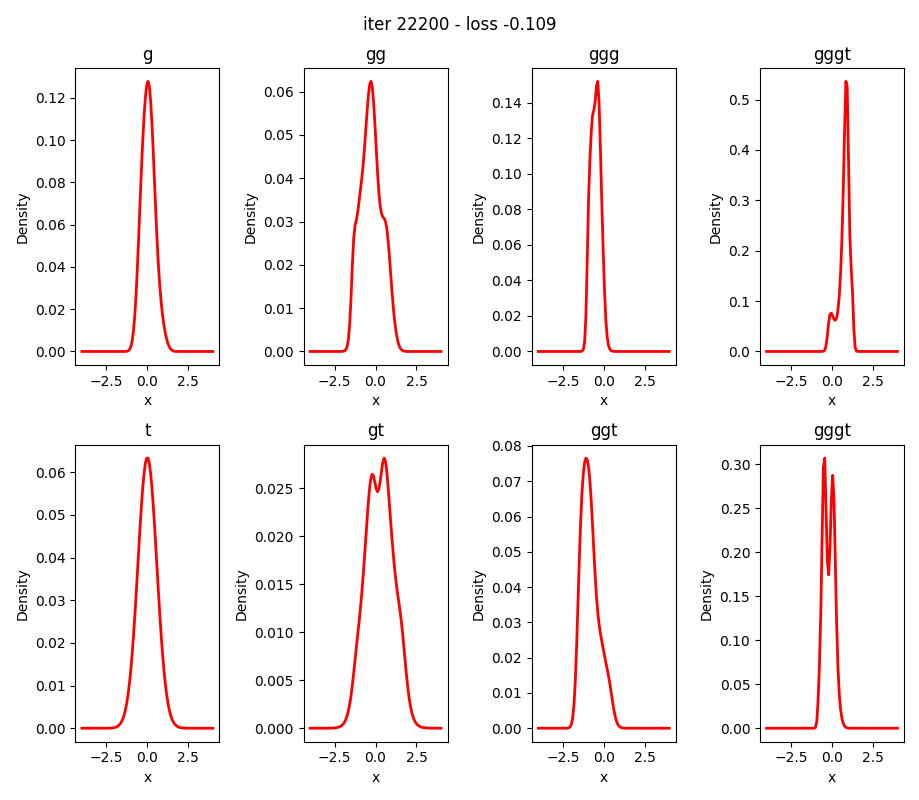 iter 22200 - loss -0.109
g gg ggg gggt
0.12 0.10 0.08 0.06 0.04 0.02 0.00
Density
−2.5 0.0 2.5
x
0.06 0.05 0.04 0.03 0.02 0.01 0.00
Density
−2.5 0.0 2.5
x
0.14 0.12 0.10 0.08 0.06 0.04 0.02 0.00
Density
−2.5 0.0 2.5
x
0.5 0.4 0.3 0.2 0.1 0.0
Density
−2.5 0.0 2.5
x
t gt ggt gggt
0.06 0.05 0.04 0.03 0.02 0.01 0.00
Density
−2.5 0.0 2.5
x
0.025 0.020 0.015 0.010 0.005 0.000
Density
−2.5 0.0 2.5
x
0.08 0.07 0.06 0.05 0.04 0.03 0.02 0.01 0.00
Density
−2.5 0.0 2.5
x
0.30 0.25 0.20 0.15 0.10 0.05 0.00
Density
−2.5 0.0 2.5
x